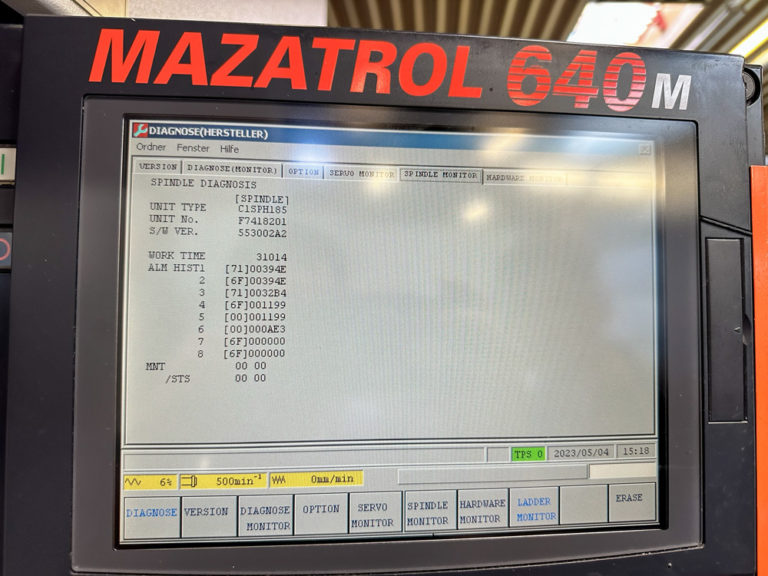 MAZATROL 640M
DIAGNOSE(HERSTELLER)
Ordner Fenster Hilfe
VERSION DIAGNOSE(MONITOR) OPTION SERVO MONITOR SPINDLE MONITOR HARDWARE MONITOR
SPINDLE DIAGNOSIS
[SPINDLE]
UNIT TYPE C1SPH185
UNIT No. F7418201
S/W VER. 553002A2
WORK TIME 31014
ALM HIST1 [71]00394E
2 [6F]00394E
3 [71]0032B4
4 [6F]001199
5 [00]001199
6 [00]000AE3
7 [6F]000000
8 [6F]000000
MNT 00 00
/STS 00 00
TPS 0 2023/05/04 15:18
6% 500min-1 0mm/min
DIAGNOSE VERSION DIAGNOSE MONITOR OPTION SERVO MONITOR SPINDLE MONITOR HARDWARE MONITOR LADDER MONITOR ERASE